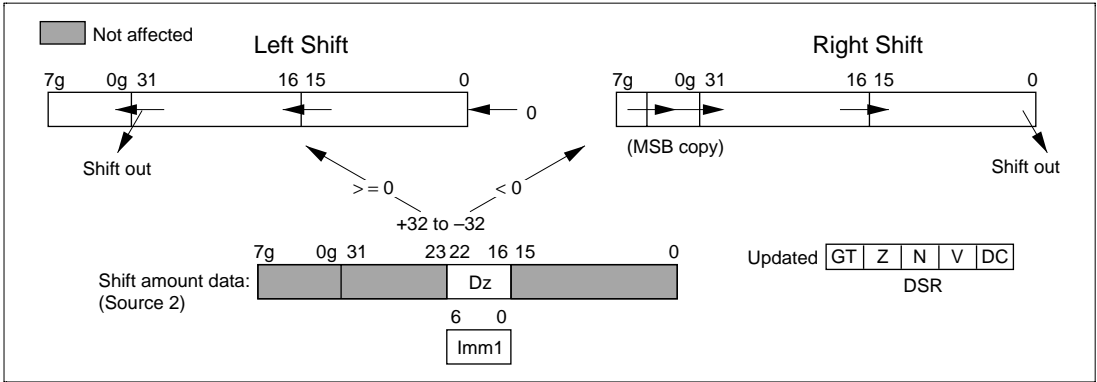 Not affected
Left Shift
Right Shift
7g 0g 31 16 15 0
7g 0g 31 16 15 0
0
(MSB copy)
Shift out
Shift out
> = 0
< 0
+32 to –32
7g 0g 31 23 22 16 15 0
Shift amount data:
(Source 2)
Dz
6 0
Imm1
Updated GT Z N V DC
DSR